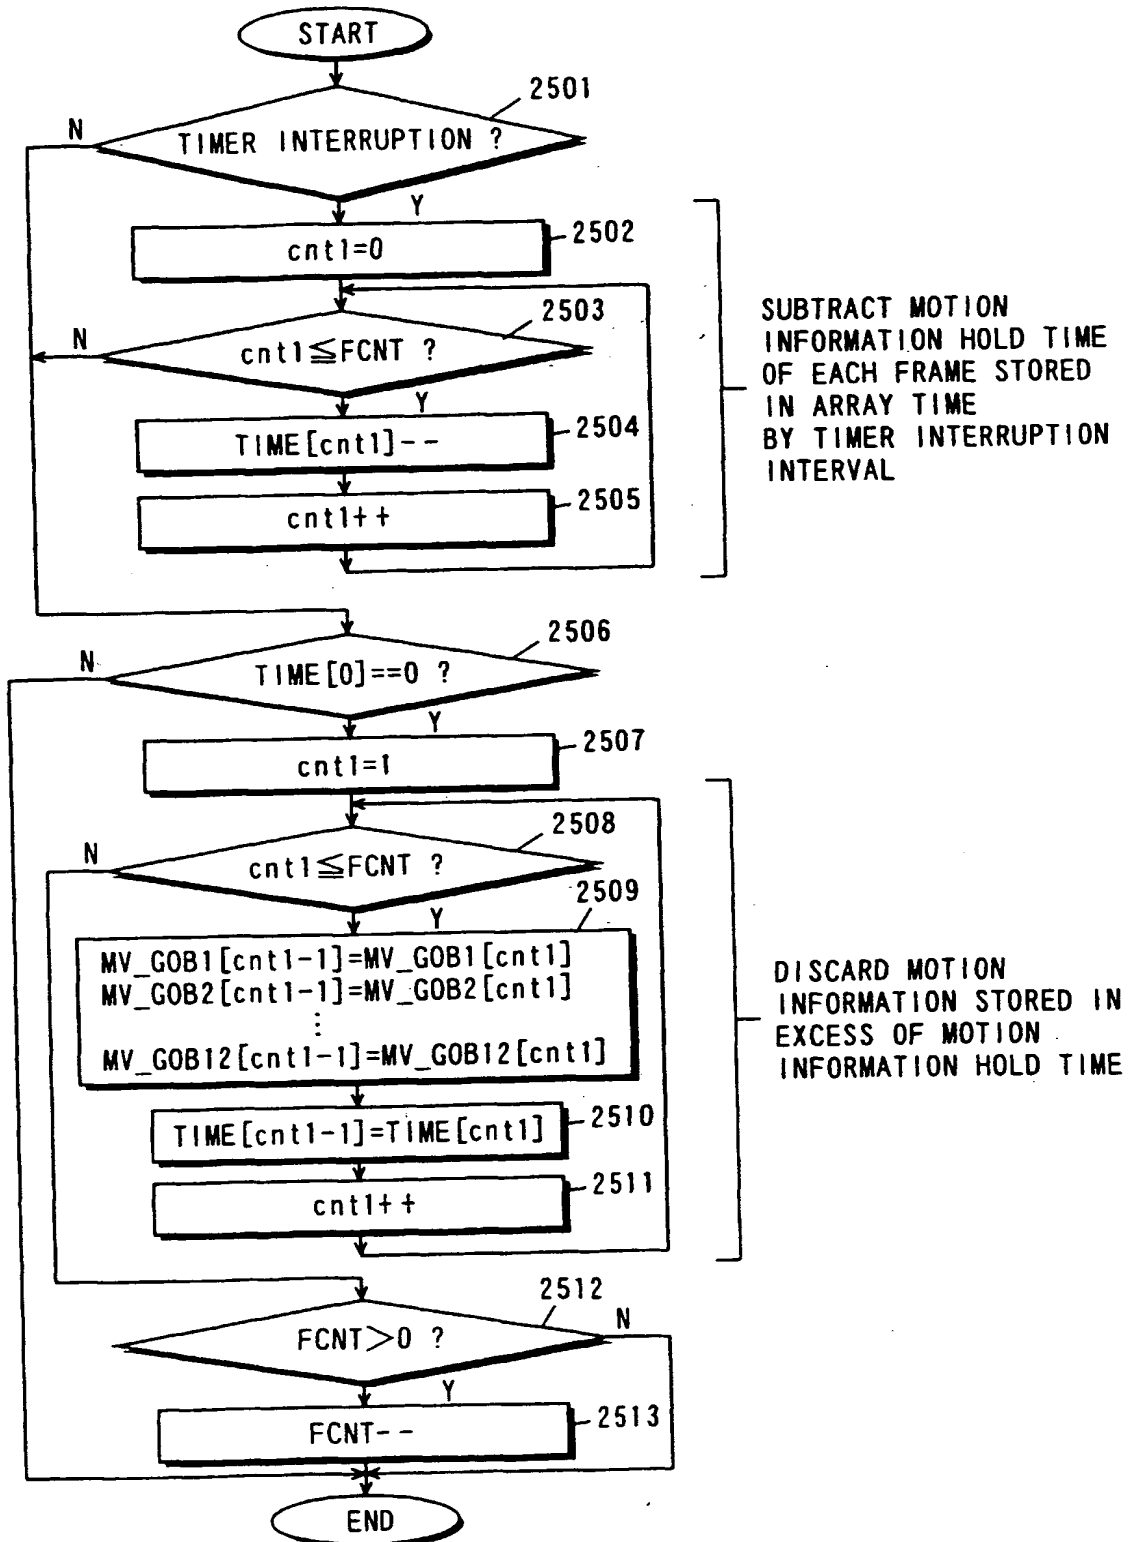 START
2501
N
TIMER INTERRUPTION ?
Y
2502
cnt1=0
2503
N
cnt1≦FCNT ?
Y
2504
TIME[cnt1]--
2505
cnt1++
SUBTRACT MOTION
INFORMATION HOLD TIME
OF EACH FRAME STORED
IN ARRAY TIME
BY TIMER INTERRUPTION
INTERVAL
2506
N
TIME[0]==0 ?
Y
2507
cnt1=1
2508
N
cnt1≦FCNT ?
Y
2509
MV_GOB1[cnt1-1]=MV_GOB1[cnt1]
MV_GOB2[cnt1-1]=MV_GOB2[cnt1]
⋮
MV_GOB12[cnt1-1]=MV_GOB12[cnt1]
2510
TIME[cnt1-1]=TIME[cnt1]
2511
cnt1++
DISCARD MOTION
INFORMATION STORED IN
EXCESS OF MOTION
INFORMATION HOLD TIME
2512
N
FCNT>0 ?
Y
2513
FCNT--
END